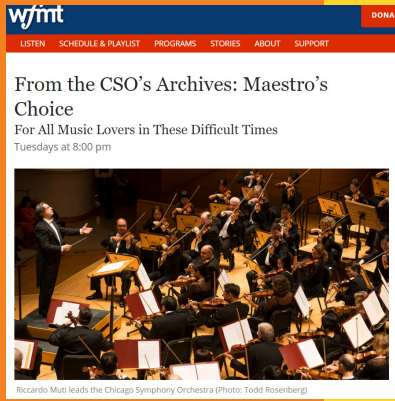 wfmt
DONA
LISTEN SCHEDULE & PLAYLIST PROGRAMS STORIES ABOUT SUPPORT
From the CSO's Archives: Maestro's
Choice
For All Music Lovers in These Difficult Times
Tuesdays at 8:00 pm
Riccardo Muti leads the Chicago Symphony Orchestra (Photo: Todd Rosenberg)